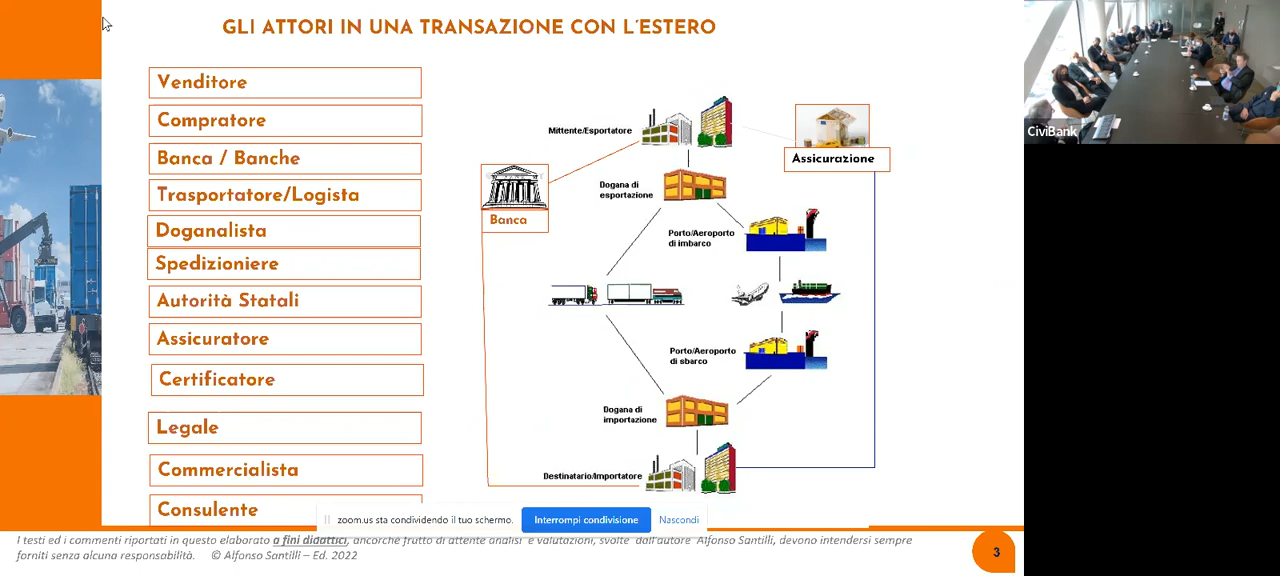 GLI ATTORI IN UNA TRANSAZIONE CON L'ESTERO
Venditore
Compratore
Banca / Banche
Trasportatore/Logista
Doganalista
Spedizioniere
Autorità Statali
Assicuratore
Certificatore
Legale
Commercialista
Consulente
Mittente/Esportatore
Assicurazione
Dogana di
esportazione
Banca
Porto/Aeroporto
di imbarco
Porto/Aeroporto
di sbarco
Dogana di
importazione
Destinatario/Importatore
CiviBank
zoom.us sta condividendo il tuo schermo.
Interrompi condivisione
Nascondi
I testi ed i commenti riportati in questo elaborato a fini didattici, ancorché frutto di attente analisi e valutazioni, svolte dall'autore Alfonso Santilli, devono intendersi sempre
forniti senza alcuna responsabilità. © Alfonso Santilli – Ed. 2022
3